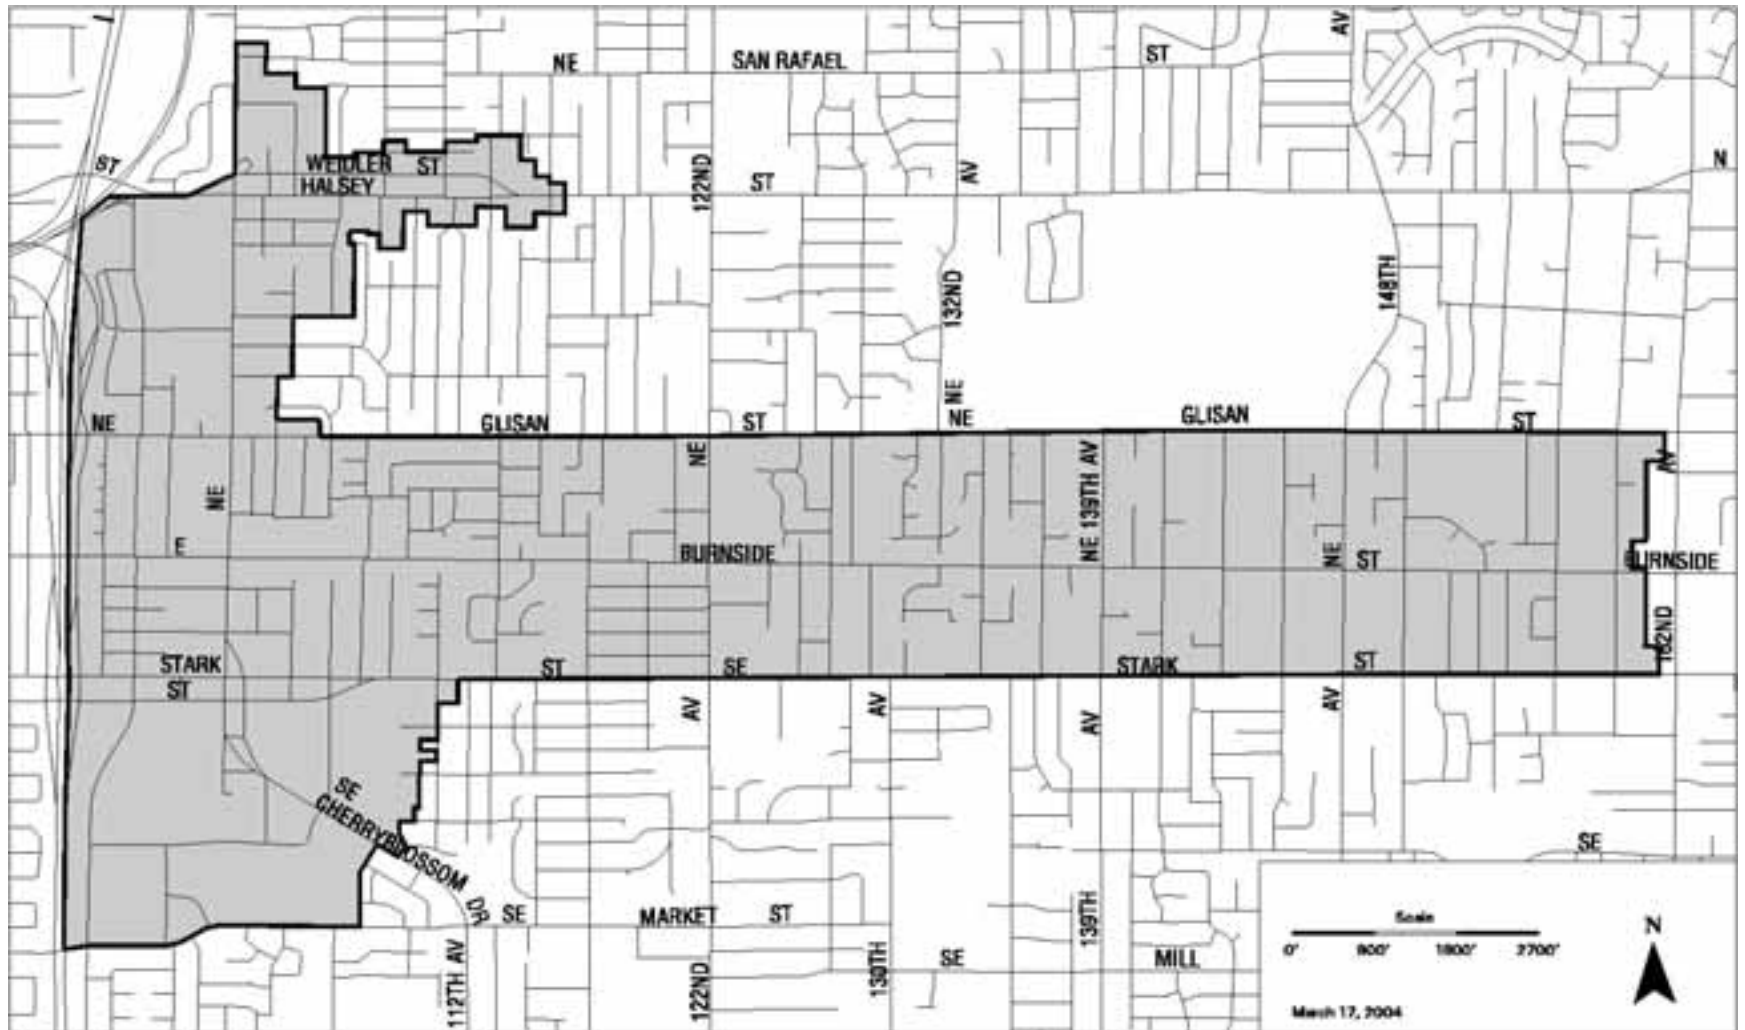 NE
SAN RAFAEL
ST
AV
ST
WEIDLER
ST
HALSEY
122ND
ST
AV
N
132ND
148TH
NE
NE
GLISAN
ST
NE
GLISAN
ST
NE
NE
NE 139TH AV
AV
E
BURNSIDE
NE
ST
BURNSIDE
STARK
ST
ST
SE
STARK
ST
162ND
AV
AV
AV
AV
SE
CHERRYBLOSSOM
DR
SE
SE
MARKET
ST
139TH
112TH AV
122ND
130TH
SE
MILL
Scale
0'
2700'
N
March 17, 2004